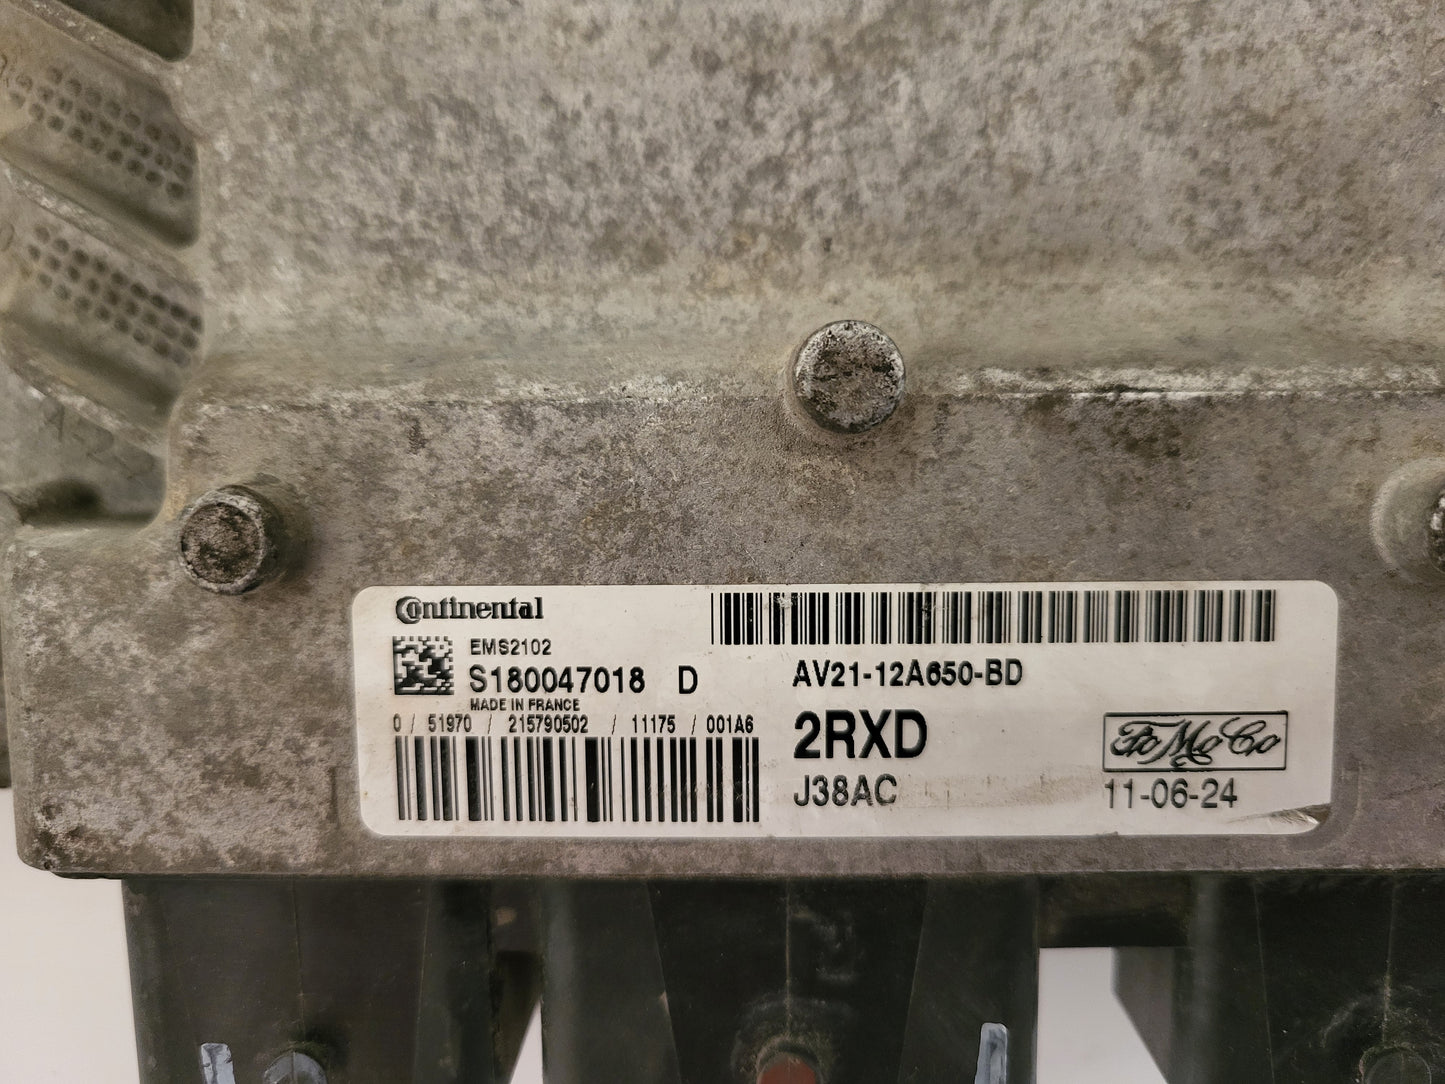 Continental
EMS2102
S180047018 D
MADE IN FRANCE
0 / 51970 / 215790502 / 11175 / 001A6
AV21-12A650-BD
2RXD
J38AC
FoMoCo
11-06-24